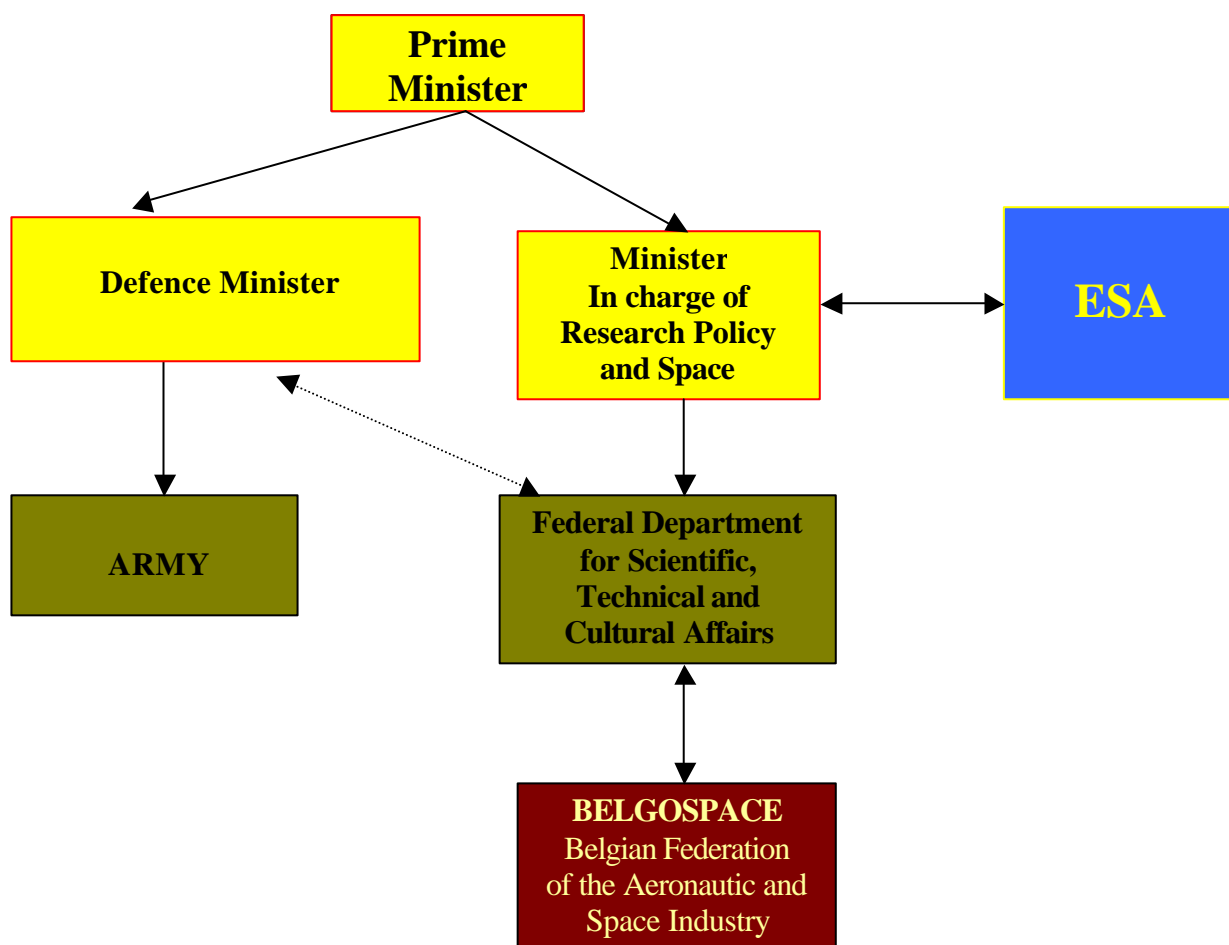 Prime
Minister
Defence Minister
Minister
In charge of
Research Policy
and Space
ESA
ARMY
Federal Department
for Scientific,
Technical and
Cultural Affairs
BELGOSPACE
Belgian Federation
of the Aeronautic and
Space Industry